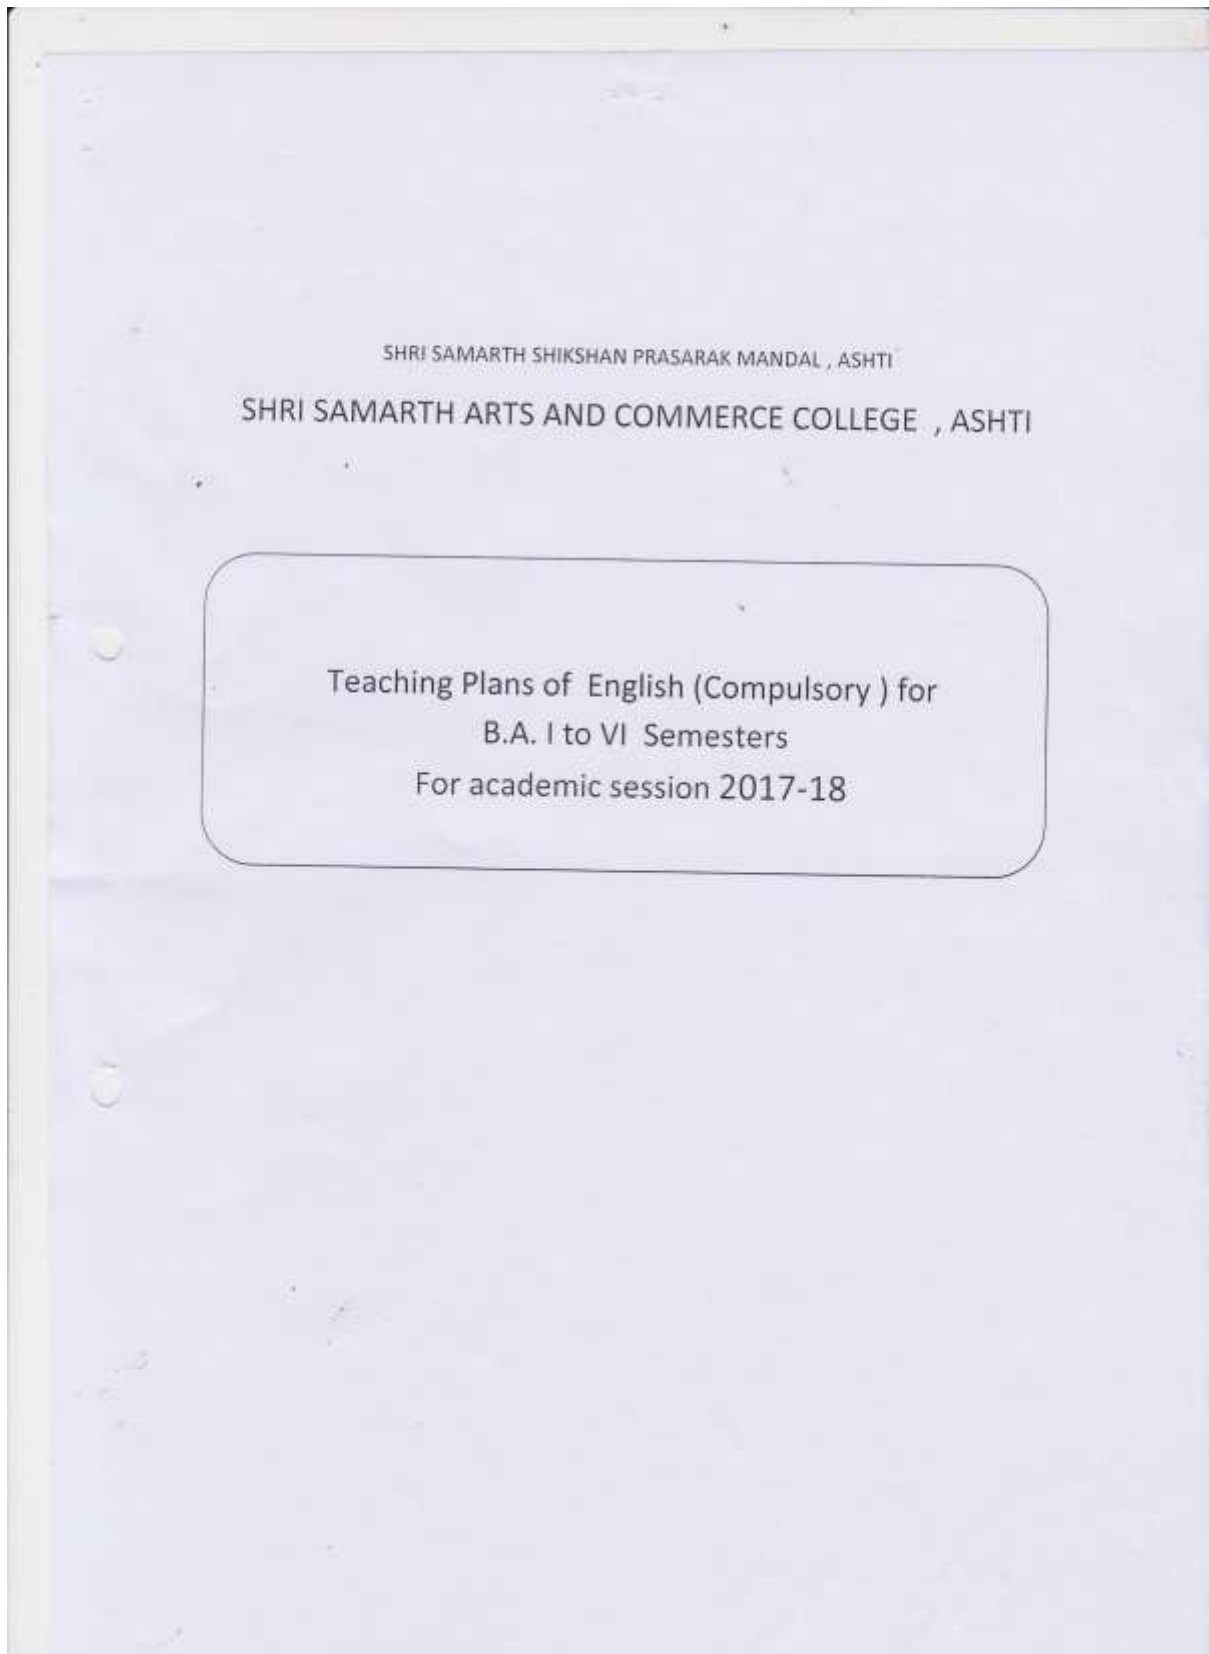 SHRI SAMARTH SHIKSHAN PRASARAK MANDAL , ASHTI
SHRI SAMARTH ARTS AND COMMERCE COLLEGE , ASHTI
Teaching Plans of English (Compulsory ) for
B.A. I to VI Semesters
For academic session 2017-18